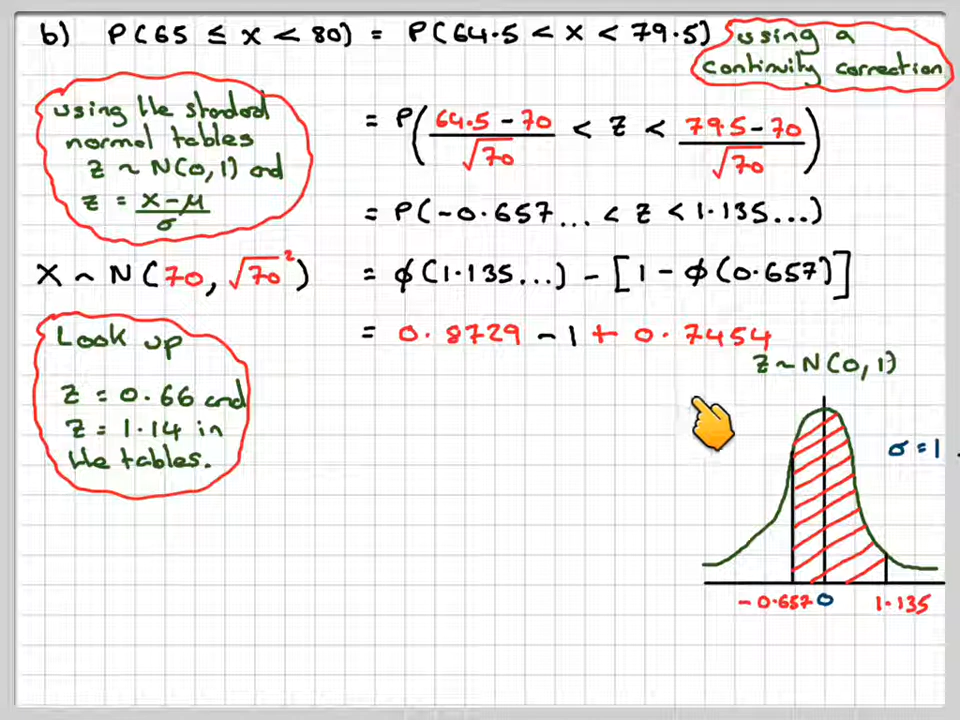 b) P(65 ≤ x < 80) = P(64.5 < x < 79.5)
using a
continuity correction
using the standard
normal tables
z ~ N(0,1) and
z = x-μ/σ
= P( 64.5-70/√70 < z < 79.5-70/√70 )
= P(-0.657... < z < 1.135...)
X ~ N(70, √70²)
= φ(1.135...) - [1 - φ(0.657)]
= 0.8729 - 1 + 0.7454
Look up
z = 0.66 and
z = 1.14 in
the tables.
z ~ N(0,1)
σ = 1
-0.657 0 1.135